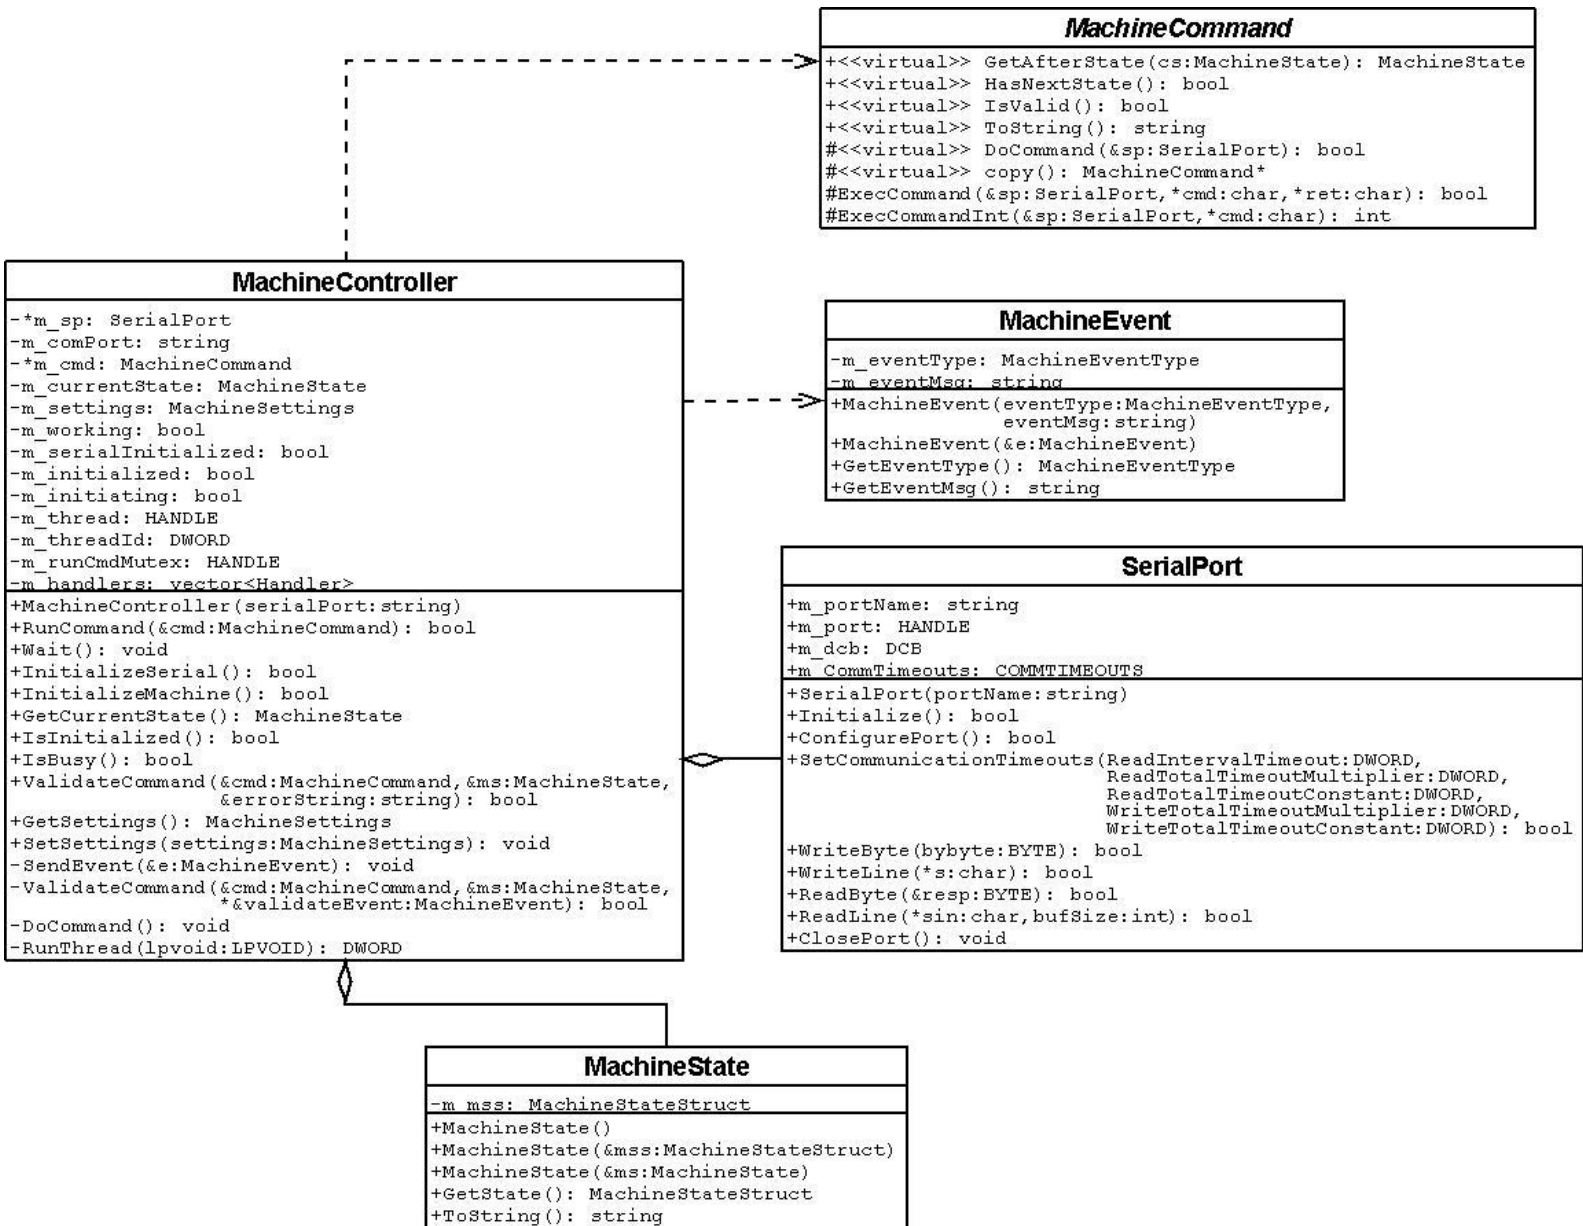 MachineCommand
+<<virtual>> GetAfterState(cs:MachineState): MachineState
+<<virtual>> HasNextState(): bool
+<<virtual>> IsValid(): bool
+<<virtual>> ToString(): string
#<<virtual>> DoCommand(&sp:SerialPort): bool
#<<virtual>> copy(): MachineCommand*
#ExecCommand(&sp:SerialPort,*cmd:char,*ret:char): bool
#ExecCommandInt(&sp:SerialPort,*cmd:char): int
MachineController
-*m_sp: SerialPort
-m_comPort: string
-*m_cmd: MachineCommand
-m_currentState: MachineState
-m_settings: MachineSettings
-m_working: bool
-m_serialInitialized: bool
-m_initialized: bool
-m_initiating: bool
-m_thread: HANDLE
-m_threadId: DWORD
-m_runCmdMutex: HANDLE
-m_handlers: vector<Handler>
+MachineController(serialPort:string)
+RunCommand(&cmd:MachineCommand): bool
+Wait(): void
+InitializeSerial(): bool
+InitializeMachine(): bool
+GetCurrentState(): MachineState
+IsInitialized(): bool
+IsBusy(): bool
+ValidateCommand(&cmd:MachineCommand,&ms:MachineState,
&errorString:string): bool
+GetSettings(): MachineSettings
+SetSettings(settings:MachineSettings): void
-SendEvent(&e:MachineEvent): void
-ValidateCommand(&cmd:MachineCommand,&ms:MachineState,
*&validateEvent:MachineEvent): bool
-DoCommand(): void
-RunThread(lpvoid:LPVOID): DWORD
MachineEvent
-m_eventType: MachineEventType
-m_eventMsg: string
+MachineEvent(eventType:MachineEventType,
eventMsg:string)
+MachineEvent(&e:MachineEvent)
+GetEventType(): MachineEventType
+GetEventMsg(): string
SerialPort
+m_portName: string
+m_port: HANDLE
+m_dcb: DCB
+m_CommTimeouts: COMMTIMEOUTS
+SerialPort(portName:string)
+Initialize(): bool
+ConfigurePort(): bool
+SetCommunicationTimeouts(ReadIntervalTimeout:DWORD,
ReadTotalTimeoutMultiplier:DWORD,
ReadTotalTimeoutConstant:DWORD,
WriteTotalTimeoutMultiplier:DWORD,
WriteTotalTimeoutConstant:DWORD): bool
+WriteByte(bybyte:BYTE): bool
+WriteLine(*s:char): bool
+ReadByte(&resp:BYTE): bool
+ReadLine(*sin:char,bufSize:int): bool
+ClosePort(): void
MachineState
-m_mss: MachineStateStruct
+MachineState()
+MachineState(&mss:MachineStateStruct)
+MachineState(&ms:MachineState)
+GetState(): MachineStateStruct
+ToString(): string